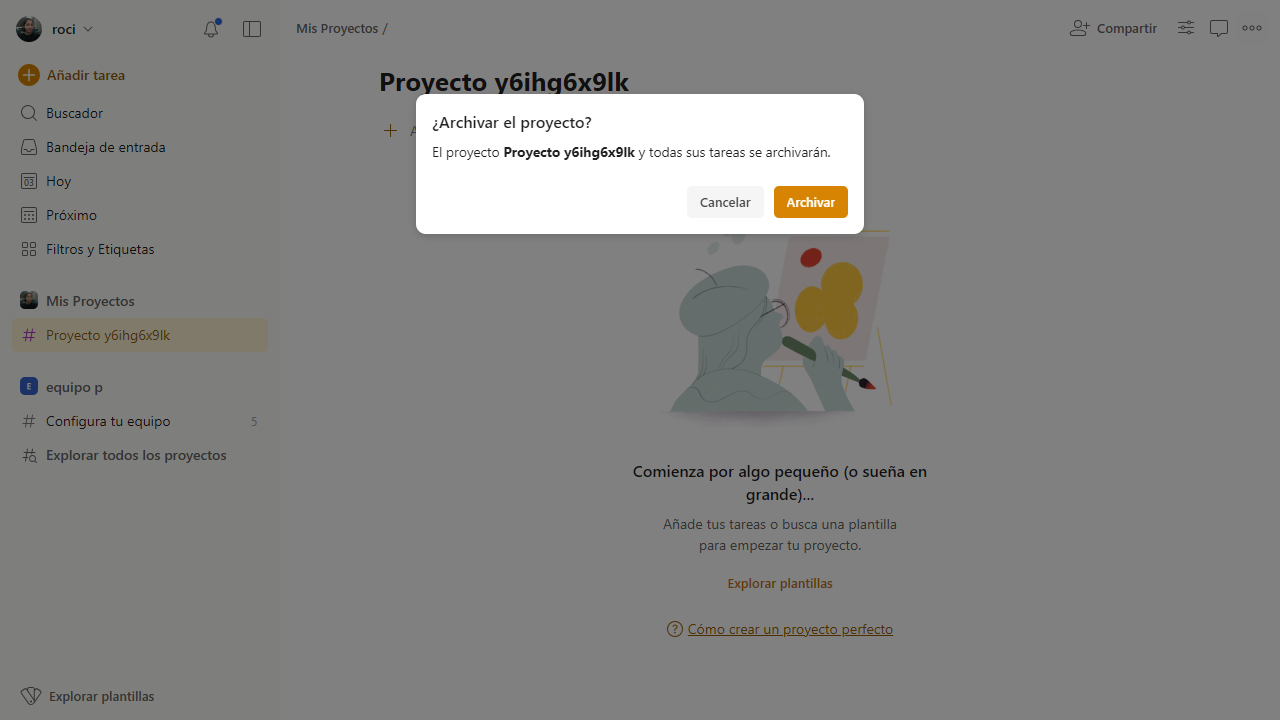 roci
Añadir tarea
Buscador
Bandeja de entrada
03
Hoy
Próximo
Filtros y Etiquetas
Mis Proyectos
Proyecto y6ihg6x9lk
E
equipo p
Configura tu equipo
5
Explorar todos los proyectos
Explorar plantillas
Mis Proyectos /
Compartir
Proyecto y6ihg6x9lk
¿Archivar el proyecto?
El proyecto Proyecto y6ihg6x9lk y todas sus tareas se archivarán.
Cancelar
Archivar
Comienza por algo pequeño (o sueña en
grande)...
Añade tus tareas o busca una plantilla
para empezar tu proyecto.
Explorar plantillas
Cómo crear un proyecto perfecto